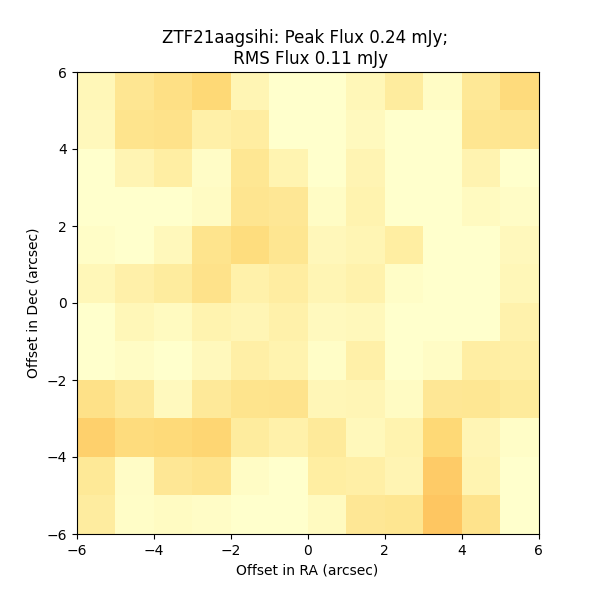 ZTF21aagsihi: Peak Flux 0.24 mJy;
RMS Flux 0.11 mJy
6
4
2
0
−2
−4
−6
Offset in Dec (arcsec)
−6 −4 −2 0 2 4 6
Offset in RA (arcsec)